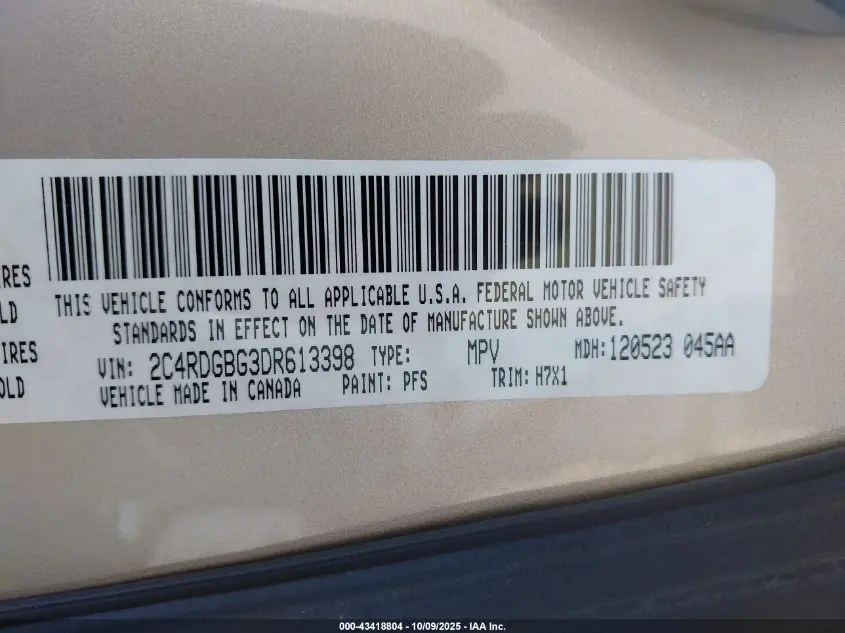 IRES
LD
IRES
OLD
THIS VEHICLE CONFORMS TO ALL APPLICABLE U.S.A. FEDERAL MOTOR VEHICLE SAFETY
STANDARDS IN EFFECT ON THE DATE OF MANUFACTURE SHOWN ABOVE.
VIN: 2C4RDGBG3DR613398 TYPE: MPV MDH: 120523 045AA
VEHICLE MADE IN CANADA PAINT: PFS TRIM: H7X1
000-43418804 - 10/09/2025 - IAA Inc.